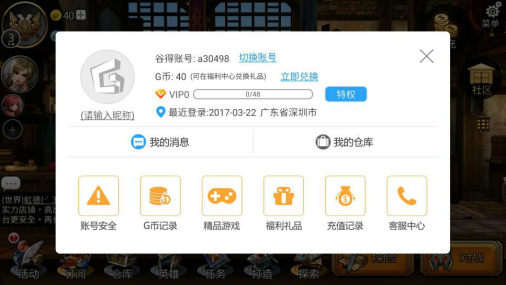 40
菜单
3
谷得账号: a30498 切换账号
G币: 40 (可在福利中心兑换礼品) 立即兑换
VIP0 0/48 特权
最近登录:2017-03-22 广东省深圳市
(请输入昵称)
社区
我的消息
我的仓库
账号安全
G币记录
精品游戏
福利礼品
充值记录
客服中心
(世界)虹德(
实力店铺，高
台更安全，再
活动
仓库
英雄
任务
打造
探索
探险
对战